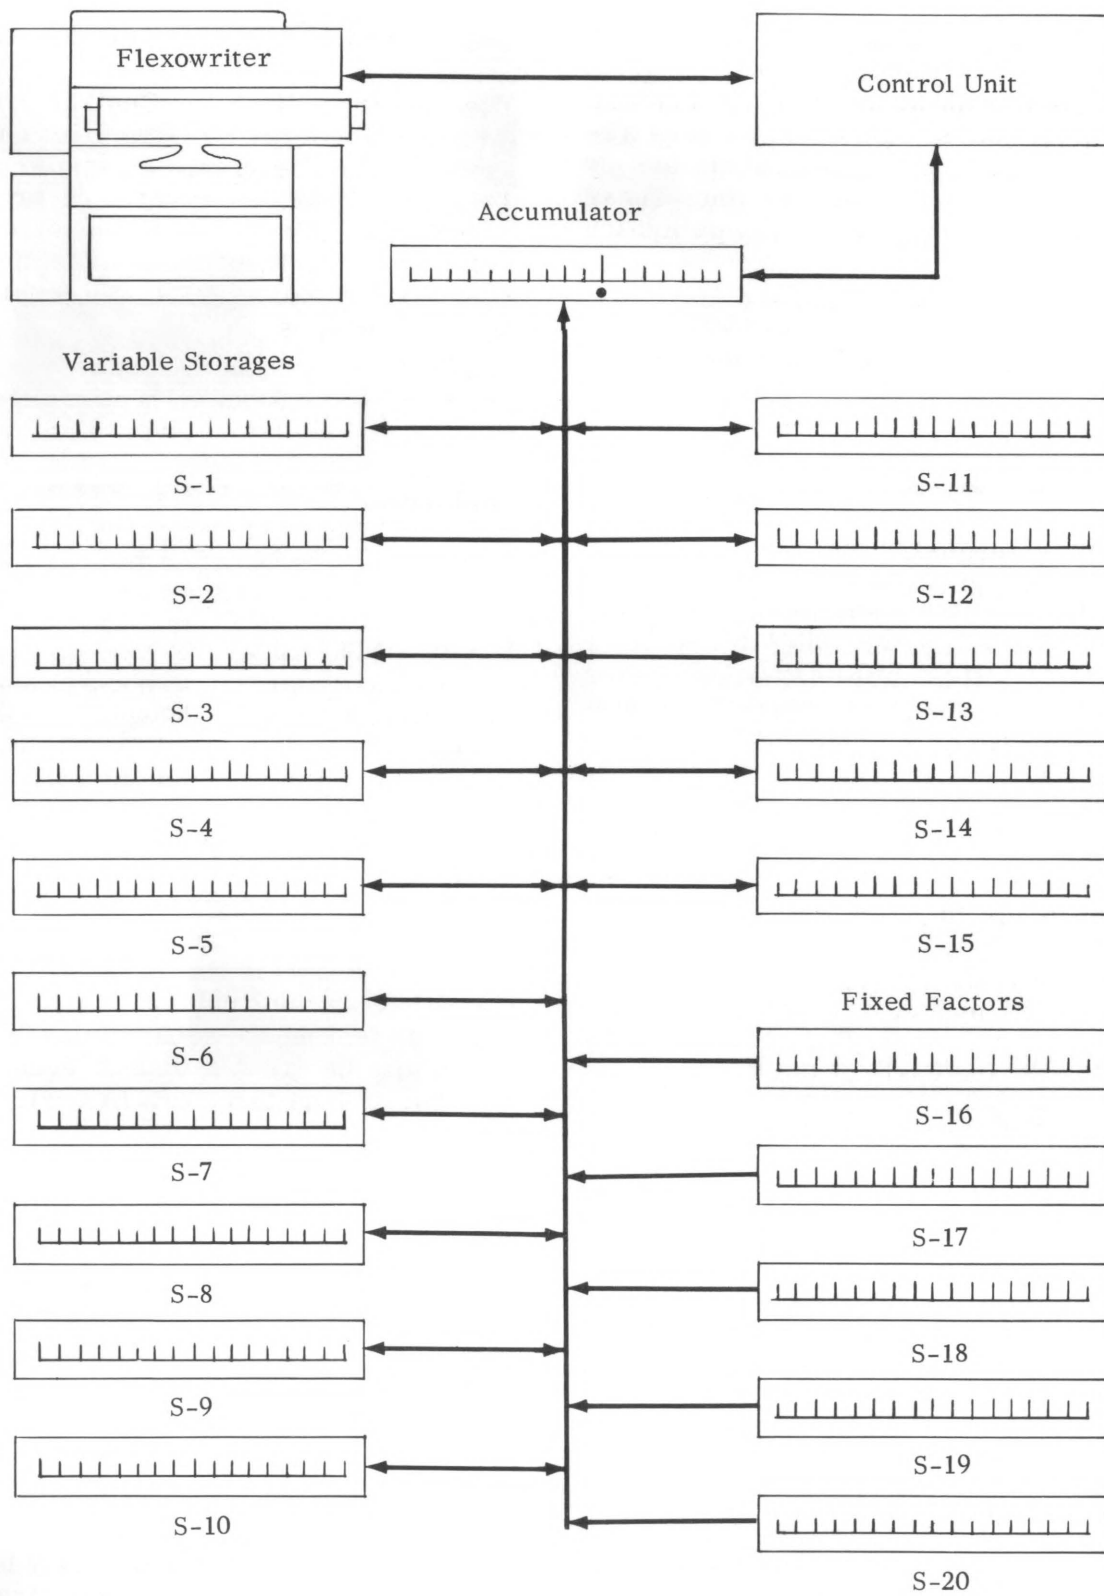 Flexowriter
Control Unit
Accumulator
Variable Storages
S-1
S-2
S-3
S-4
S-5
S-6
S-7
S-8
S-9
S-10
S-11
S-12
S-13
S-14
S-15
Fixed Factors
S-16
S-17
S-18
S-19
S-20